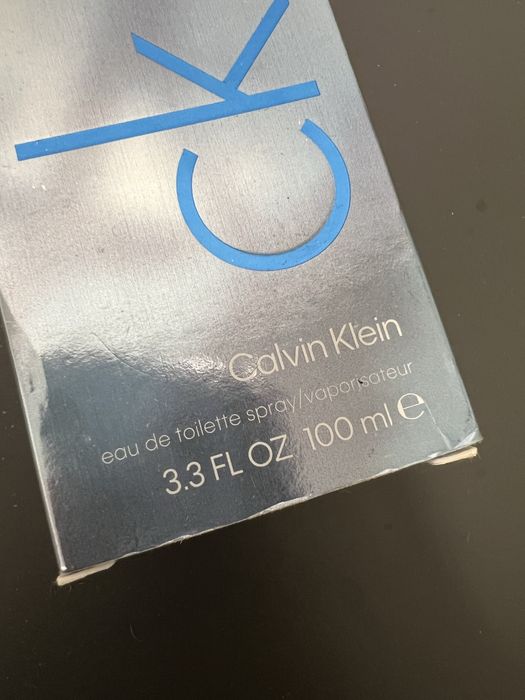 ck
Calvin Klein
eau de toilette spray/vaporisateur
3.3 FL OZ 100 ml ℮